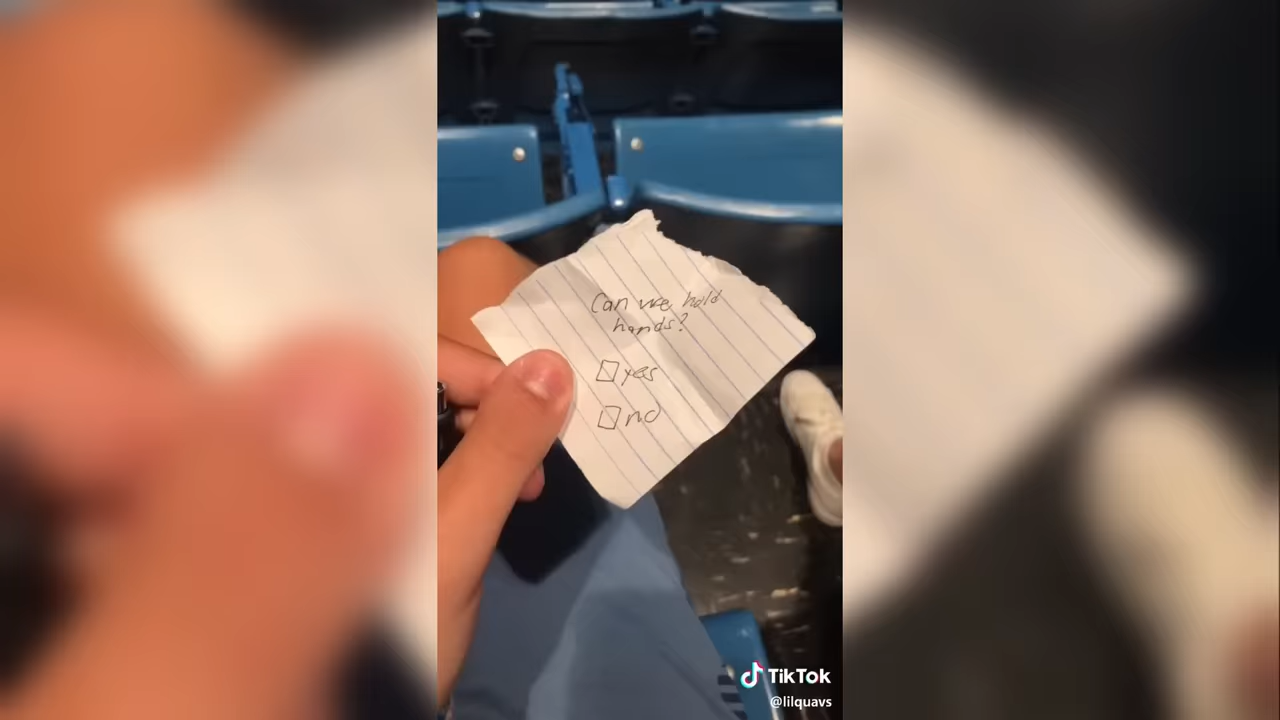 Can we hold
hands?
yes
no
TikTok
@lilquavs